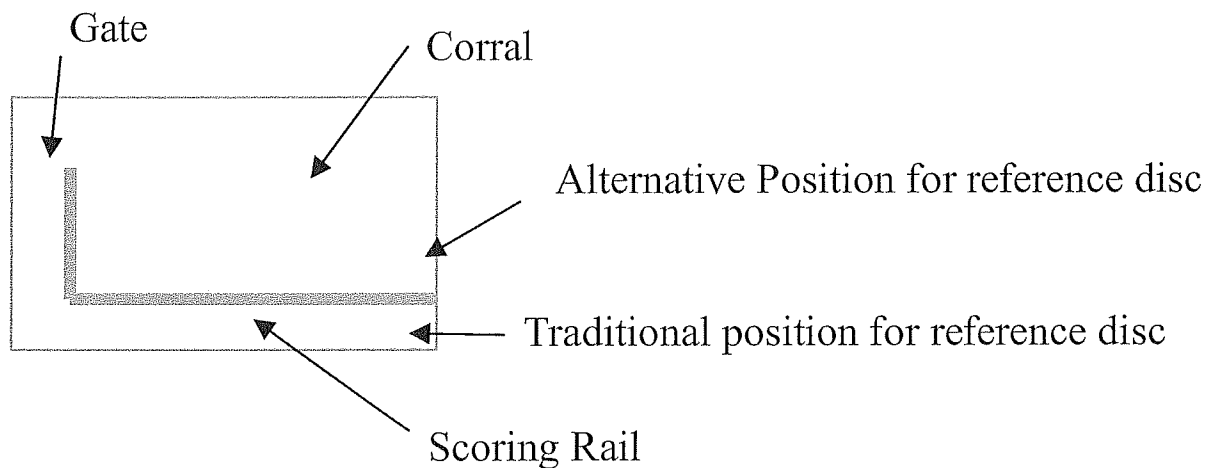 Gate
Corral
Alternative Position for reference disc
Traditional position for reference disc
Scoring Rail